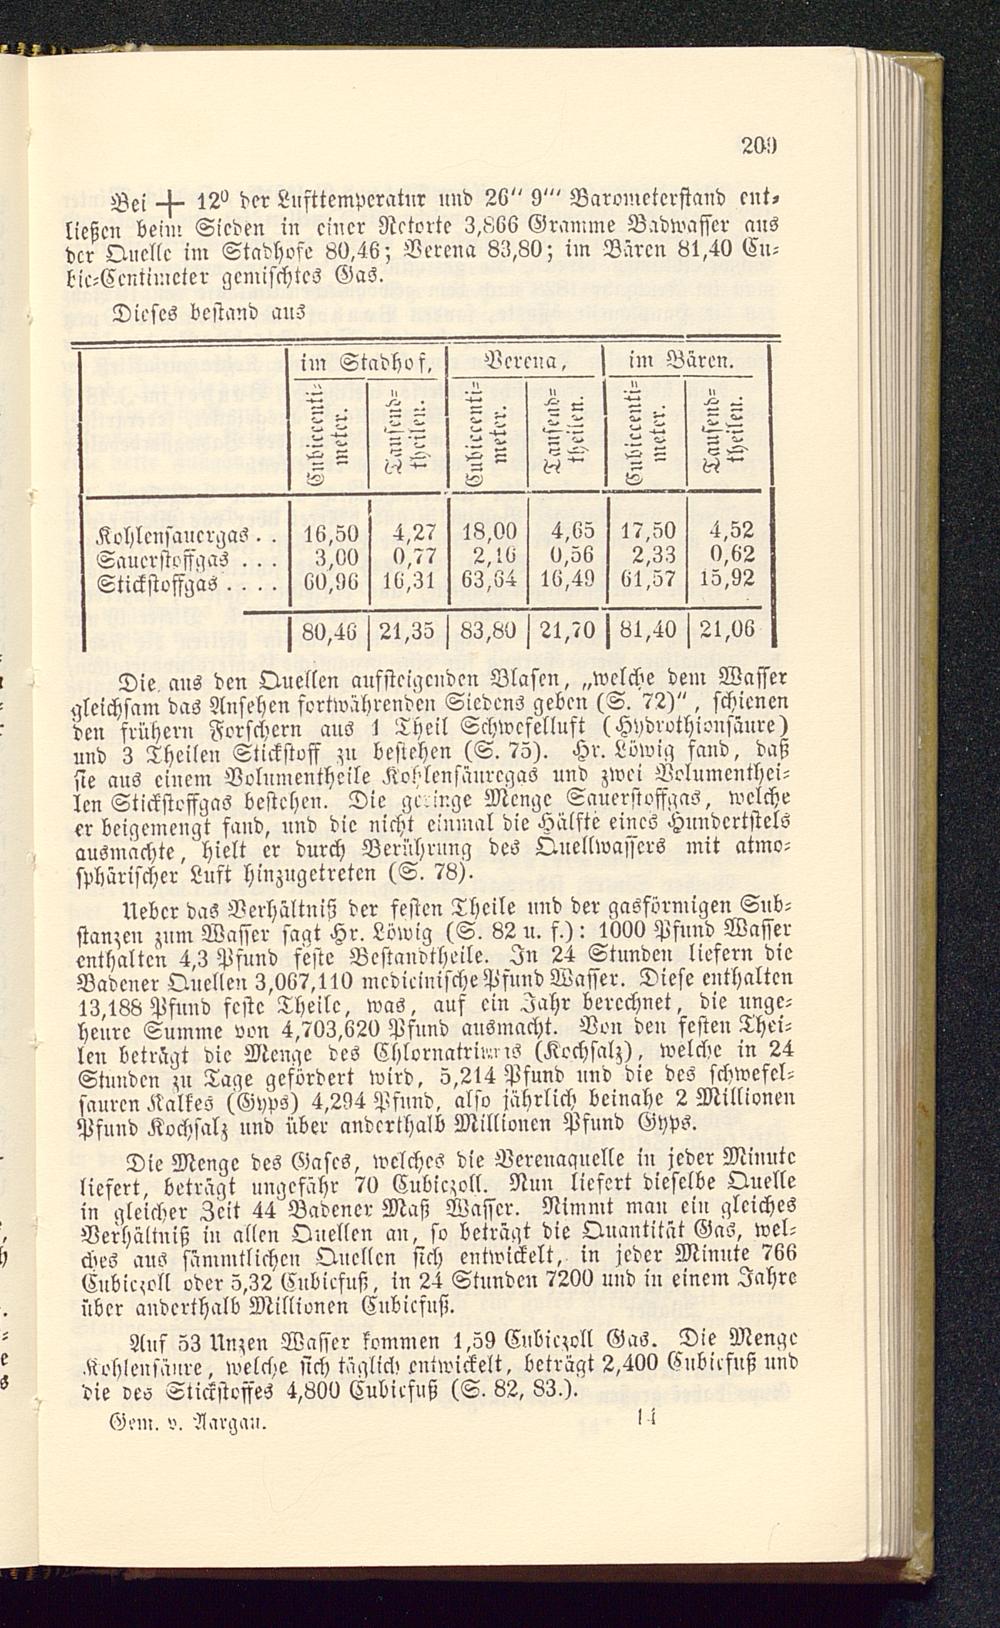 209
Bei + 12⁰ der Lufttemperatur und 26'' 9''' Barometerstand ent-
ließen beim Sieden in einer Retorte 3,866 Gramme Badwasser aus
der Quelle im Stadhofe 80,46; Verena 83,80; im Bären 81,40 Cu-
bic-Centimeter gemischtes Gas
Dieses bestand aus
im Stadhof, Verena, im Bären.
Cubiccenti-
meter. Tausend-
theilen. Cubiccenti-
meter. Tausend-
theilen. Cubiccenti-
meter. Tausend-
theilen.
Kohlensauergas . . 16,50 4,27 18,00 4,65 17,50 4,52
Sauerstoffgas . . . 3,00 0,77 2,16 0,56 2,33 0,62
Stickstoffgas . . . . 60,96 16,31 63,64 16,49 61,57 15,92
80,46 21,35 83,80 21,70 81,40 21,06
Die aus den Quellen aufsteigenden Blasen, „welche dem Wasser
gleichsam das Ansehen fortwährenden Siedens geben (S. 72)“, schienen
den frühern Forschern aus 1 Theil Schwefelluft (Hydrothionsäure)
und 3 Theilen Stickstoff zu bestehen (S. 75). Hr. Löwig fand, daß
sie aus einem Volumentheile Kohlensäuregas und zwei Volumenthei-
len Stickstoffgas bestehen. Die geringe Menge Sauerstoffgas, welche
er beigemengt fand, und die nicht einmal die Hälfte eines Hundertstels
ausmachte, hielt er durch Berührung des Quellwassers mit atmo-
sphärischer Luft hinzugetreten (S. 78).
Ueber das Verhältniß der festen Theile und der gasförmigen Sub-
stanzen zum Wasser sagt Hr. Löwig (S. 82 u. f.): 1000 Pfund Wasser
enthalten 4,3 Pfund feste Bestandtheile. In 24 Stunden liefern die
Badener Quellen 3,067,110 medicinische Pfund Wasser. Diese enthalten
13,188 Pfund feste Theile, was, auf ein Jahr berechnet, die unge-
heure Summe von 4,703,620 Pfund ausmacht. Von den festen Thei-
len beträgt die Menge des Chlornatriums (Kochsalz), welche in 24
Stunden zu Tage gefördert wird, 5,214 Pfund und die des schwefel-
sauren Kalkes (Gyps) 4,294 Pfund, also jährlich beinahe 2 Millionen
Pfund Kochsalz und über anderthalb Millionen Pfund Gyps.
Die Menge des Gases, welches die Verenaquelle in jeder Minute
liefert, beträgt ungefähr 70 Cubiczoll. Nun liefert dieselbe Quelle
in gleicher Zeit 44 Badener Maß Wasser. Nimmt man ein gleiches
Verhältniß in allen Quellen an, so beträgt die Quantität Gas, wel-
ches aus sämmtlichen Quellen sich entwickelt, in jeder Minute 766
Cubiczoll oder 5,32 Cubicfuß, in 24 Stunden 7200 und in einem Jahre
über anderthalb Millionen Cubicfuß.
Auf 53 Unzen Wasser kommen 1,59 Cubiczoll Gas. Die Menge
Kohlensäure, welche sich täglich entwickelt, beträgt 2,400 Cubicfuß und
die des Stickstoffes 4,800 Cubicfuß (S. 82, 83.).
Gem. v. Aargau. 14